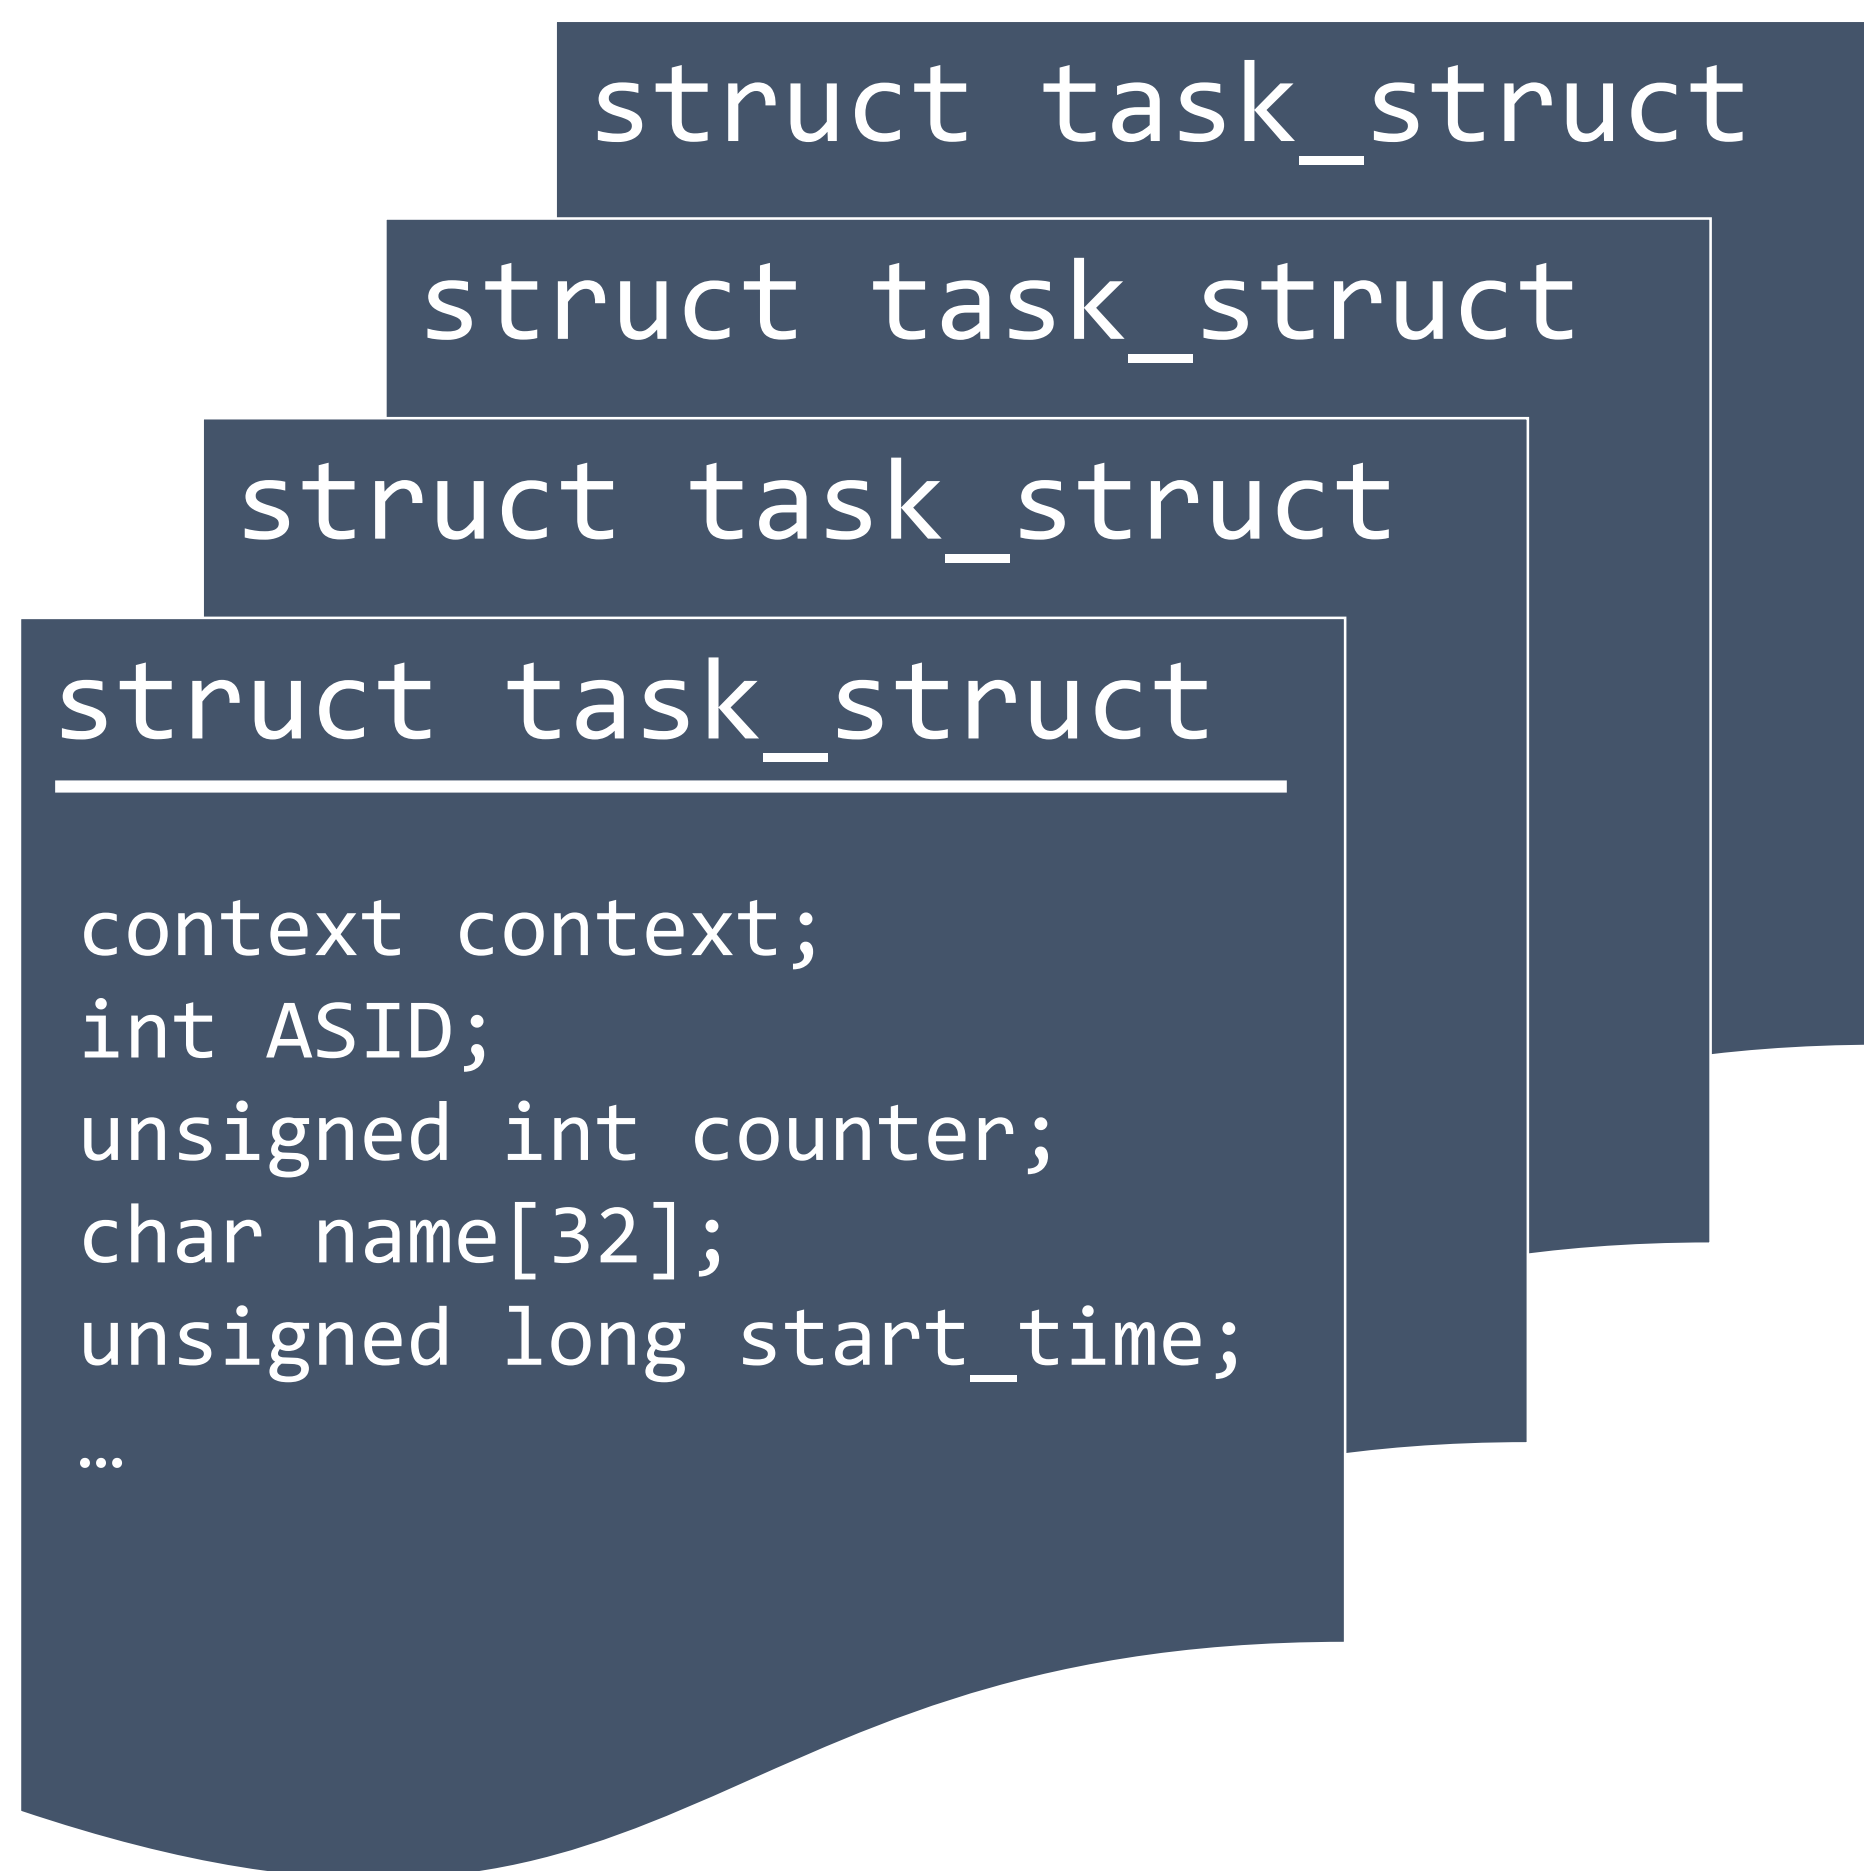 struct task_struct
struct task_struct
struct task_struct
struct task_struct
context context;
int ASID;
unsigned int counter;
char name[32];
unsigned long start_time;
…